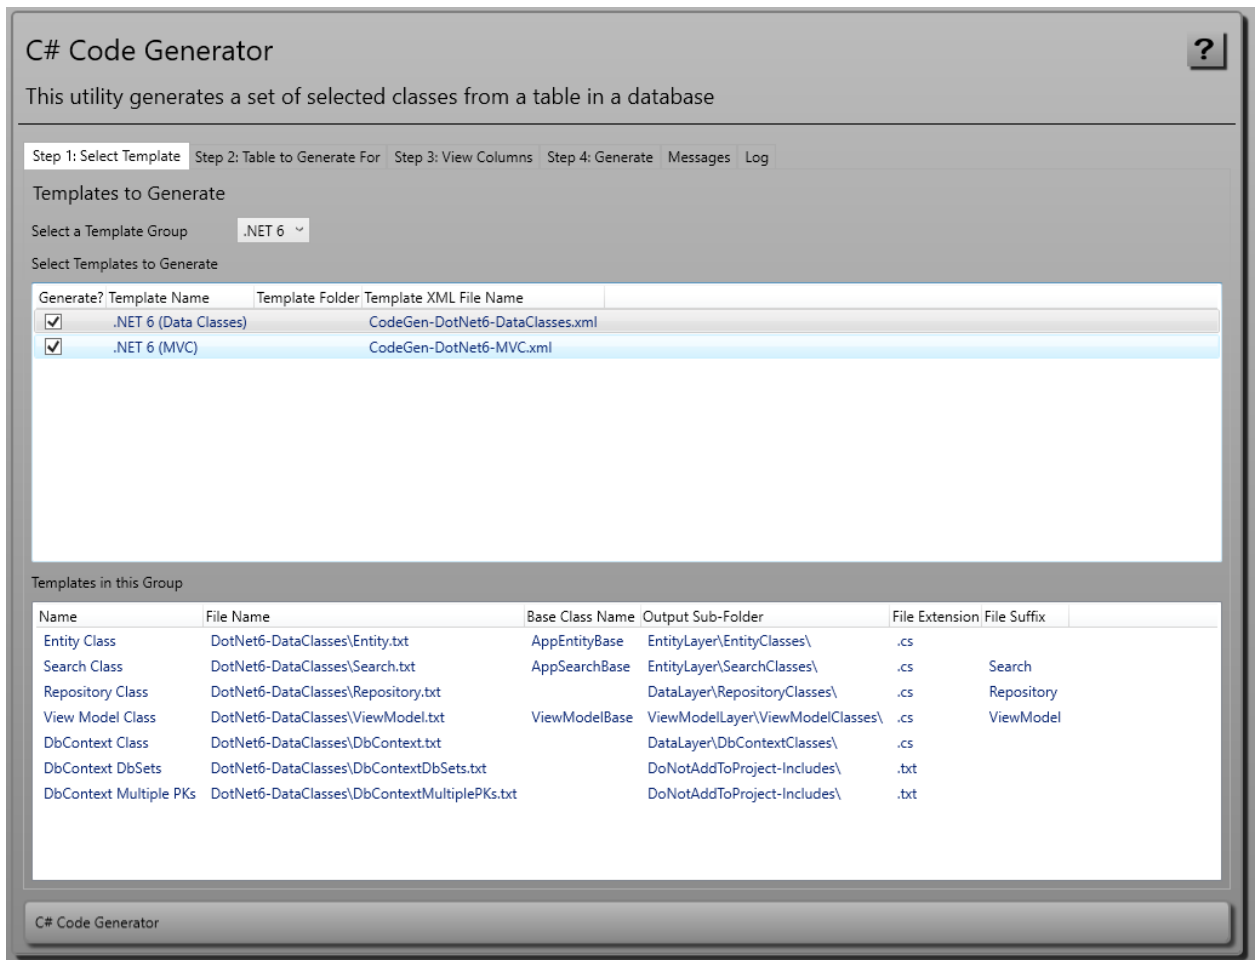 C# Code Generator
?
This utility generates a set of selected classes from a table in a database
Step 1: Select Template Step 2: Table to Generate For Step 3: View Columns Step 4: Generate Messages Log
Templates to Generate
Select a Template Group .NET 6
Select Templates to Generate
Generate? Template Name Template Folder Template XML File Name
.NET 6 (Data Classes) CodeGen-DotNet6-DataClasses.xml
.NET 6 (MVC) CodeGen-DotNet6-MVC.xml
Templates in this Group
Name File Name Base Class Name Output Sub-Folder File Extension File Suffix
Entity Class DotNet6-DataClasses\Entity.txt AppEntityBase EntityLayer\EntityClasses\ .cs
Search Class DotNet6-DataClasses\Search.txt AppSearchBase EntityLayer\SearchClasses\ .cs Search
Repository Class DotNet6-DataClasses\Repository.txt DataLayer\RepositoryClasses\ .cs Repository
View Model Class DotNet6-DataClasses\ViewModel.txt ViewModelBase ViewModelLayer\ViewModelClasses\ .cs ViewModel
DbContext Class DotNet6-DataClasses\DbContext.txt DataLayer\DbContextClasses\ .cs
DbContext DbSets DotNet6-DataClasses\DbContextDbSets.txt DoNotAddToProject-Includes\ .txt
DbContext Multiple PKs DotNet6-DataClasses\DbContextMultiplePKs.txt DoNotAddToProject-Includes\ .txt
C# Code Generator